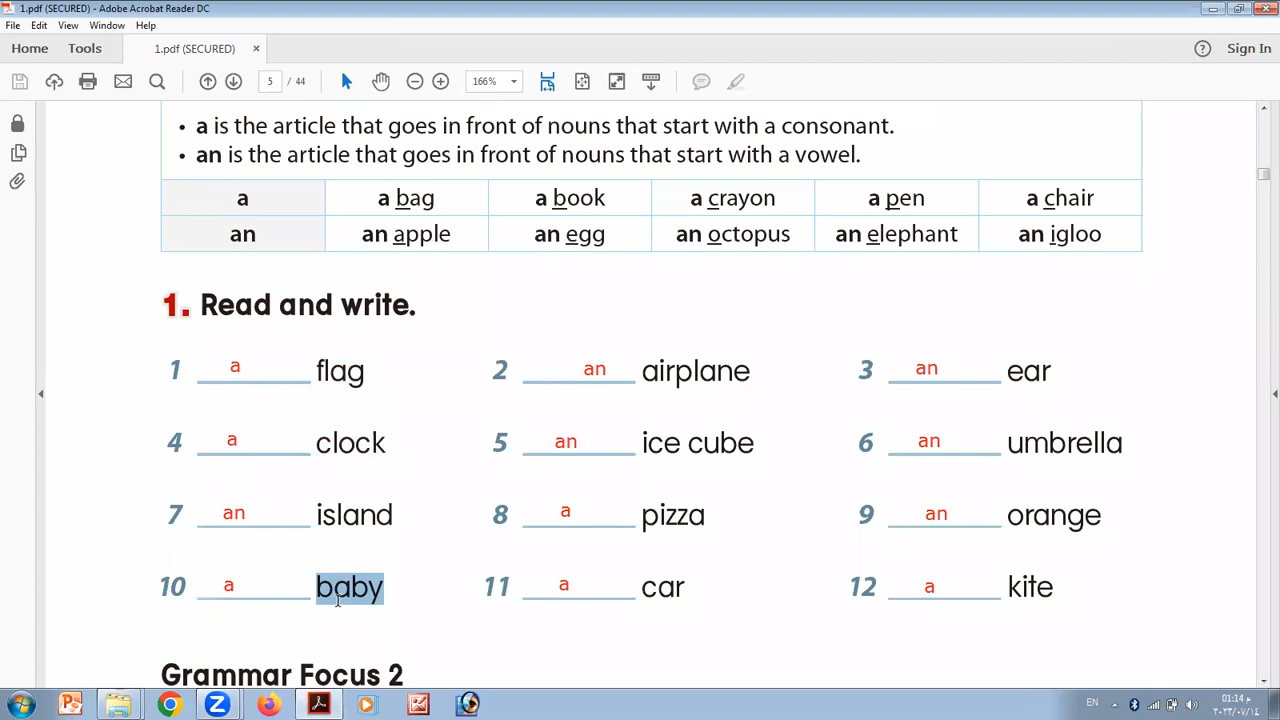 1.pdf (SECURED) - Adobe Acrobat Reader DC
File Edit View Window Help
Home Tools 1.pdf (SECURED) × ? Sign In
5 / 44 166%
• a is the article that goes in front of nouns that start with a consonant.
• an is the article that goes in front of nouns that start with a vowel.
a a bag a book a crayon a pen a chair
an an apple an egg an octopus an elephant an igloo
1. Read and write.
1 a flag 2 an airplane 3 an ear
4 a clock 5 an ice cube 6 an umbrella
7 an island 8 a pizza 9 an orange
10 a baby 11 a car 12 a kite
Grammar Focus 2
EN 01:14 م
٢٠٢٣/٠٧/١٤